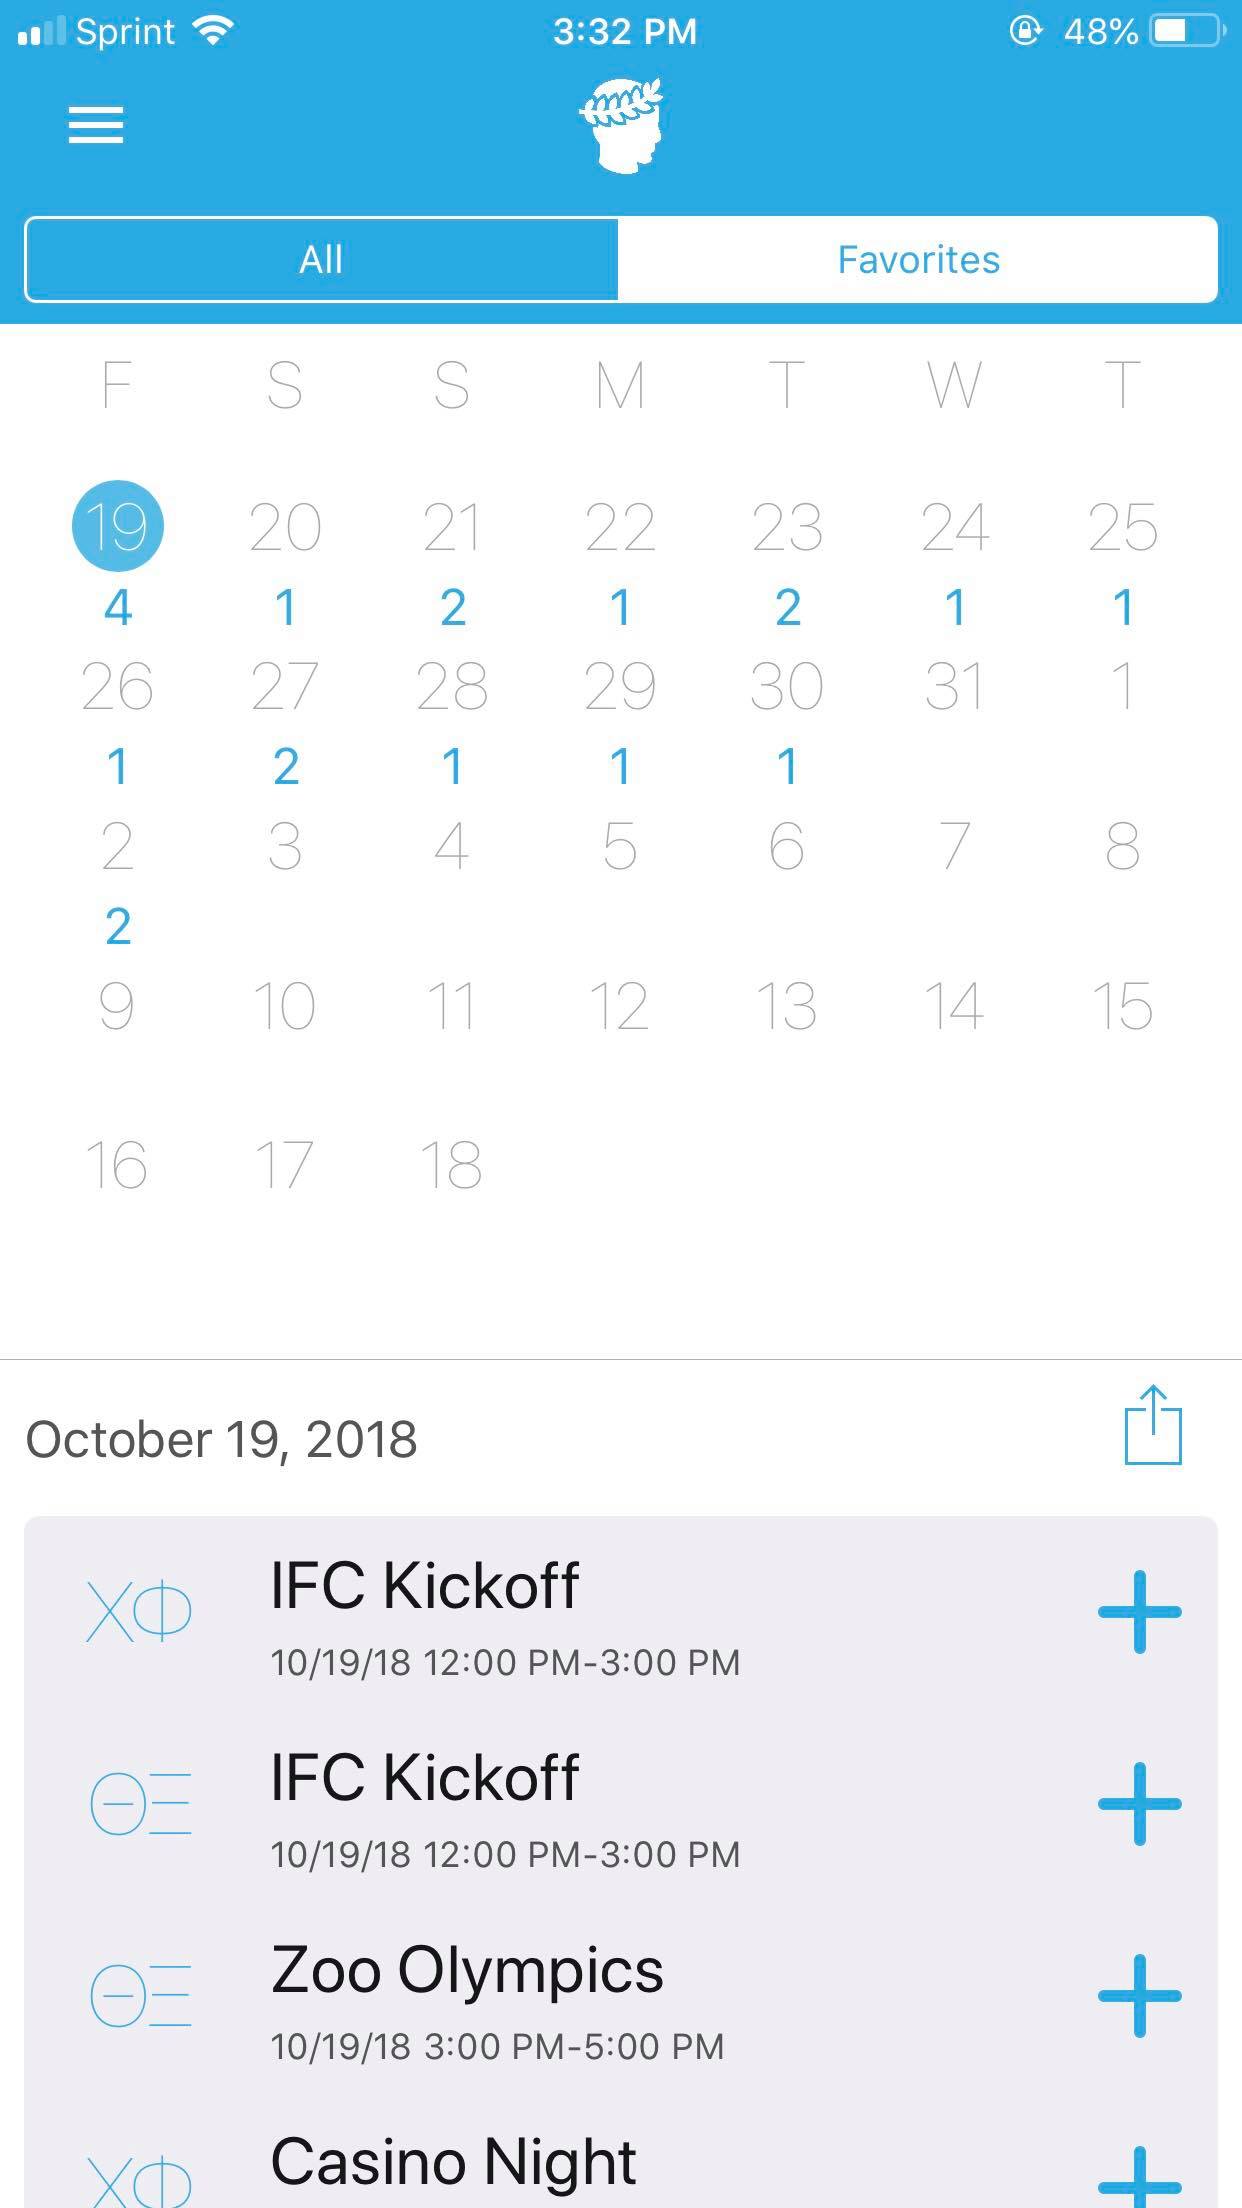 Sprint 3:32 PM 48%
All Favorites
F S S M T W T
19 20 21 22 23 24 25
4 1 2 1 2 1 1
26 27 28 29 30 31 1
1 2 1 1 1
2 3 4 5 6 7 8
2
9 10 11 12 13 14 15
16 17 18
October 19, 2018
ΧΦ IFC Kickoff
10/19/18 12:00 PM-3:00 PM
ΘΞ IFC Kickoff
10/19/18 12:00 PM-3:00 PM
ΘΞ Zoo Olympics
10/19/18 3:00 PM-5:00 PM
ΧΦ Casino Night